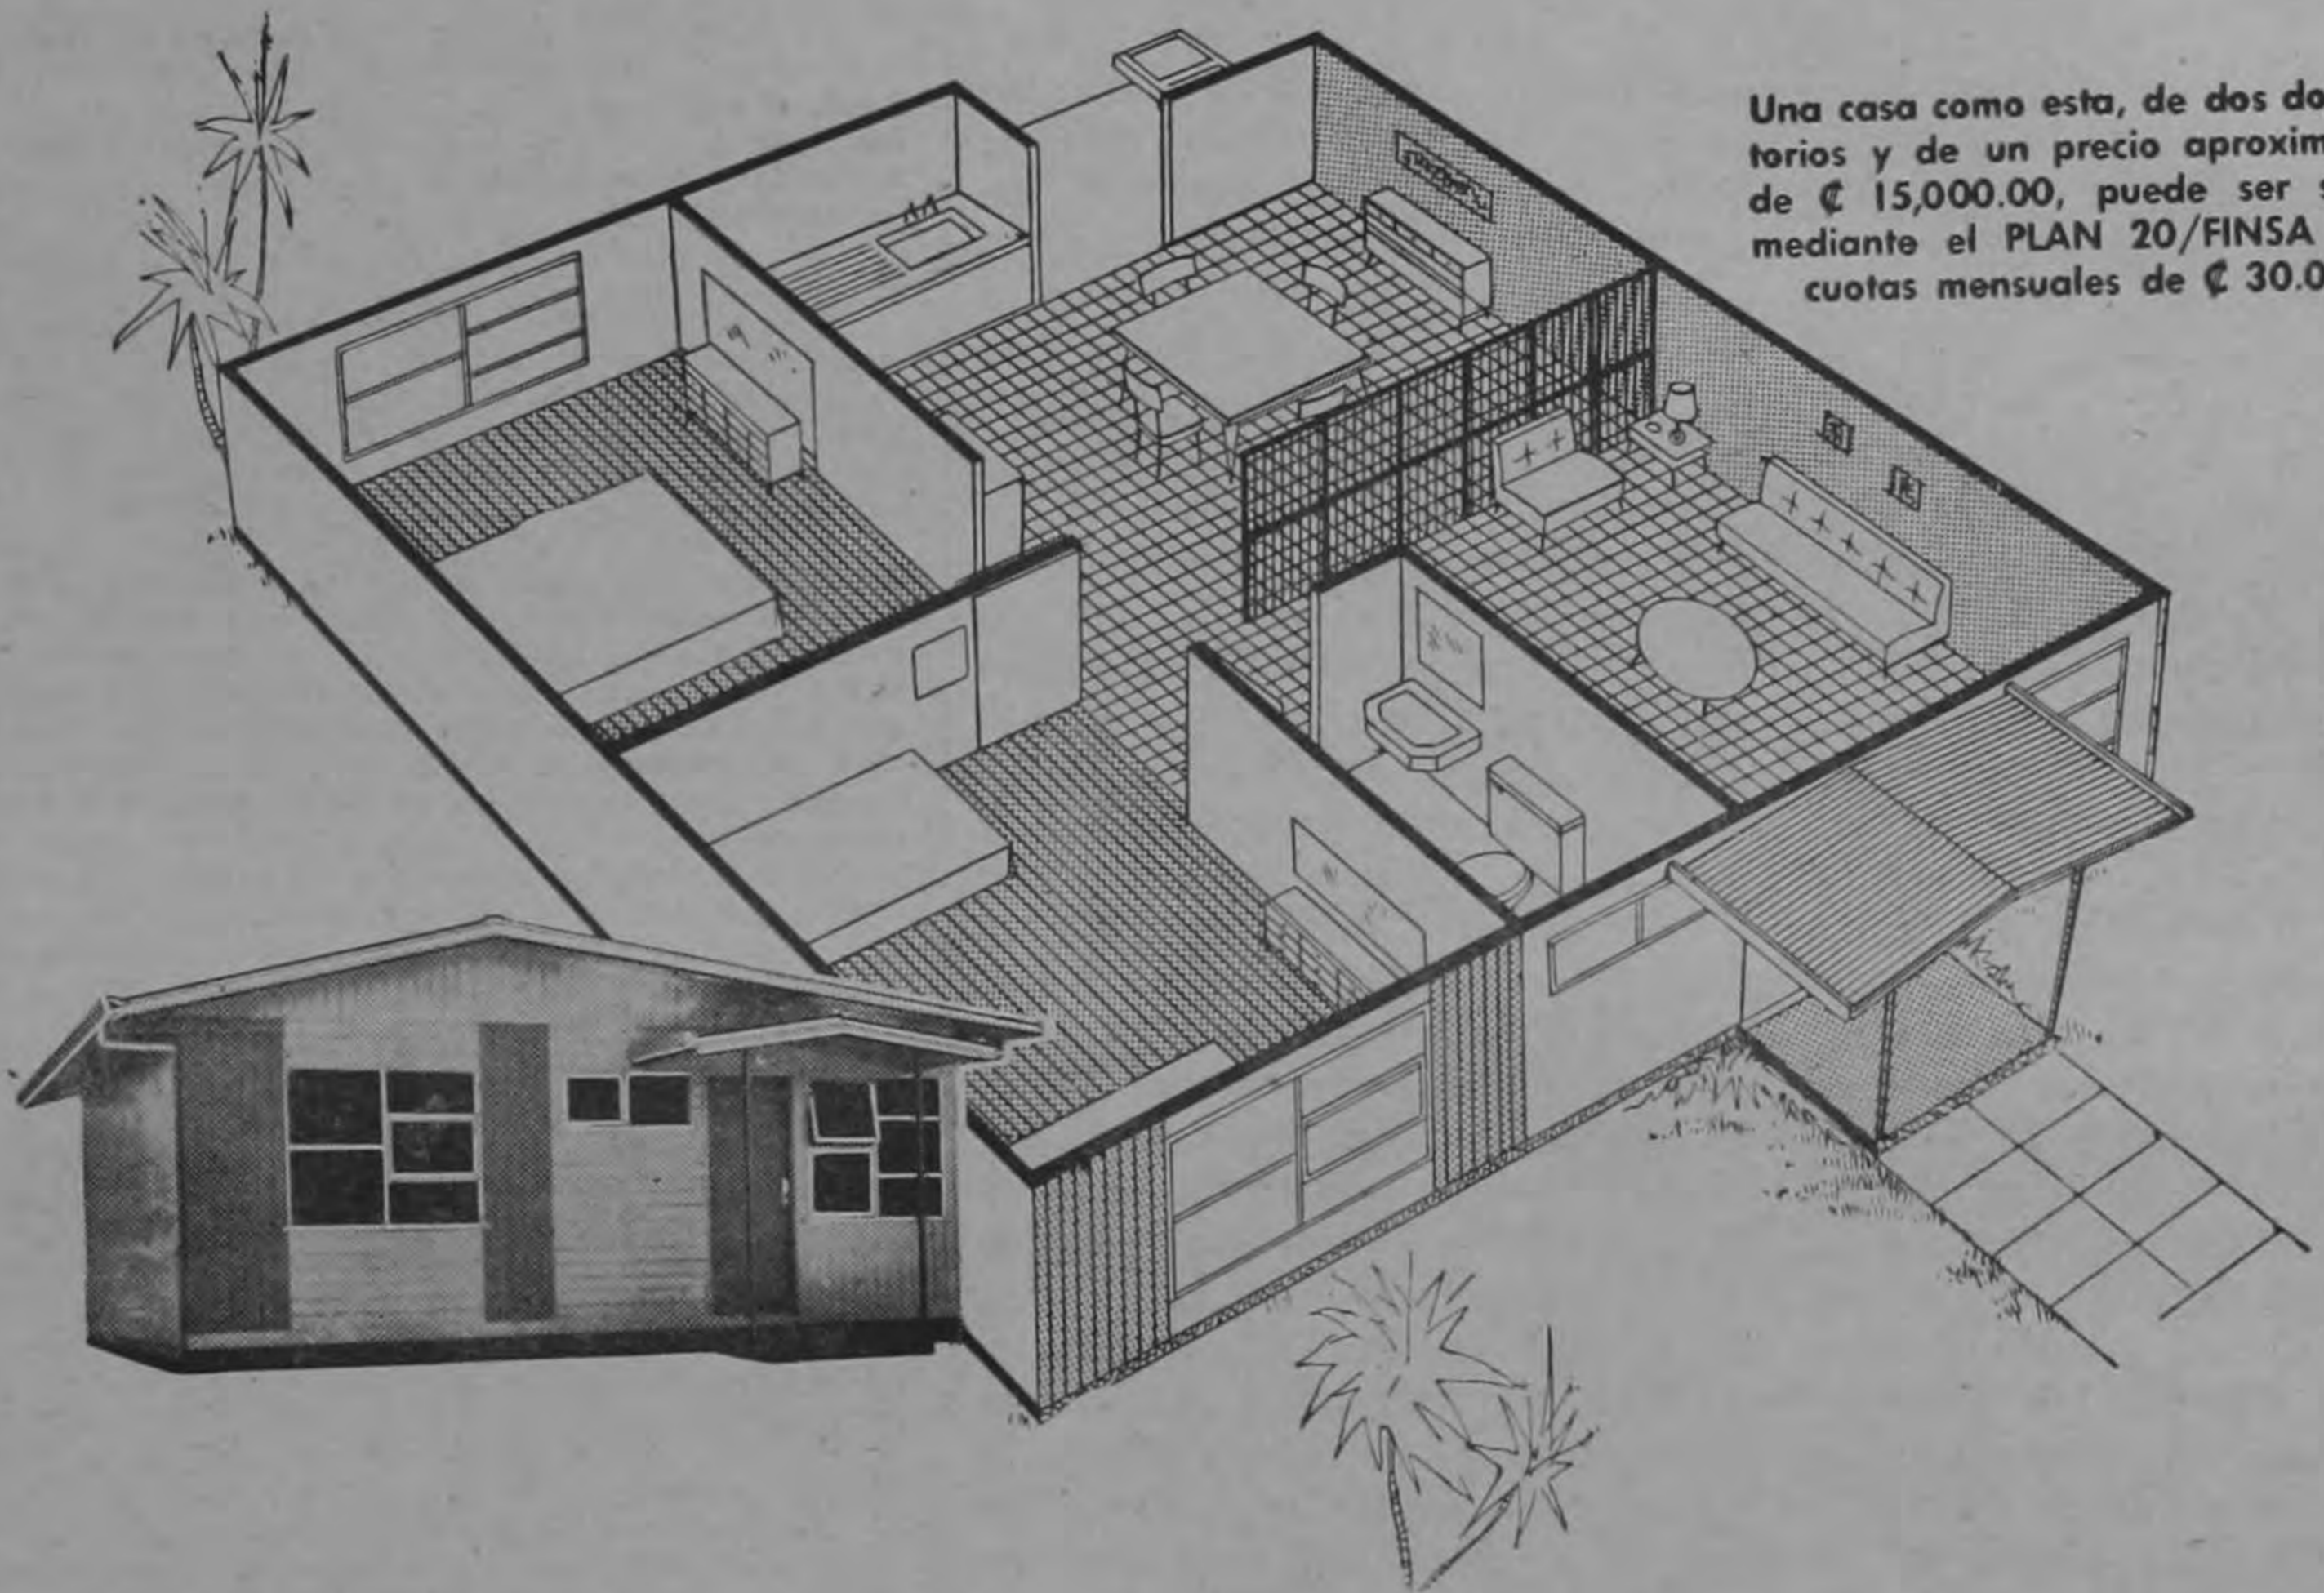 Una casa como esta, de dos do
torios y de un precio aproxim
de ₡ 15,000.00, puede ser s
mediante el PLAN 20/FINSA
cuotas mensuales de ₡ 30.0